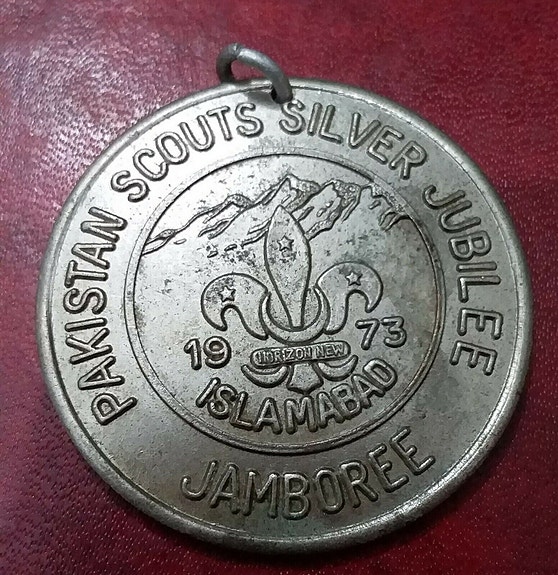 PAKISTAN SCOUTS SILVER JUBILEE
19 73
HORIZON NEW
ISLAMABAD
JAMBOREE